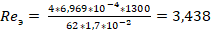 Reэ = 4*6,969*10⁻⁴*1300 / 62*1,7*10⁻² = 3,438